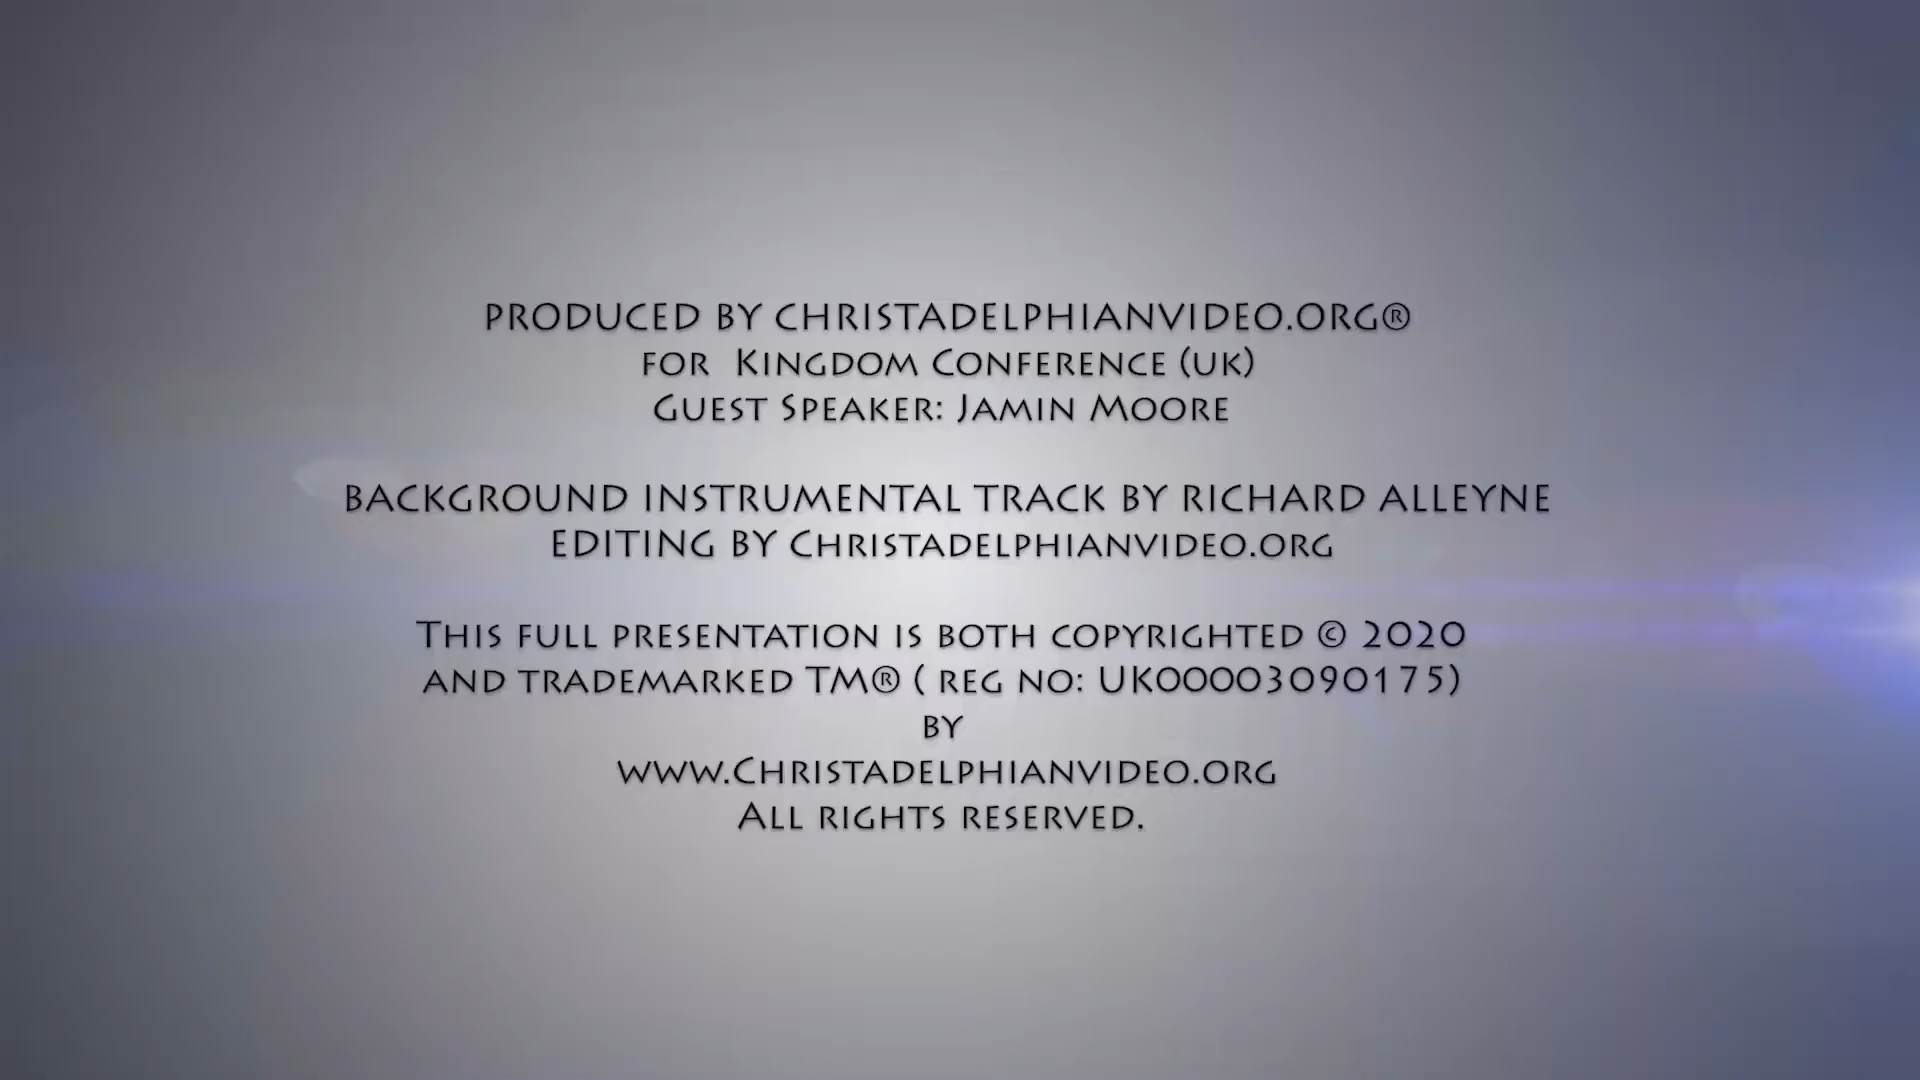 PRODUCED BY CHRISTADELPHIANVIDEO.ORG®
FOR KINGDOM CONFERENCE (UK)
GUEST SPEAKER: JAMIN MOORE
BACKGROUND INSTRUMENTAL TRACK BY RICHARD ALLEYNE
EDITING BY CHRISTADELPHIANVIDEO.ORG
THIS FULL PRESENTATION IS BOTH COPYRIGHTED © 2020
AND TRADEMARKED TM® ( REG NO: UK00003090175)
BY
WWW.CHRISTADELPHIANVIDEO.ORG
ALL RIGHTS RESERVED.